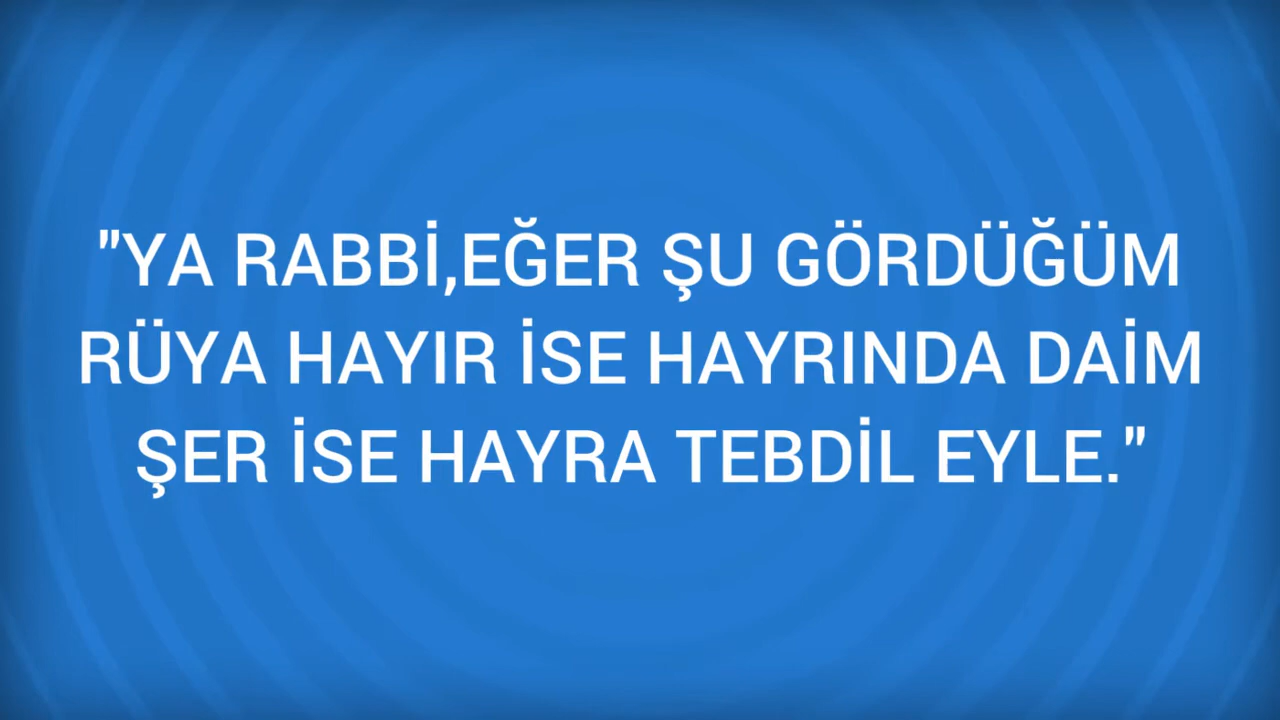 "YA RABBİ,EĞER ŞU GÖRDÜĞÜM
RÜYA HAYIR İSE HAYRINDA DAİM
ŞER İSE HAYRA TEBDİL EYLE."